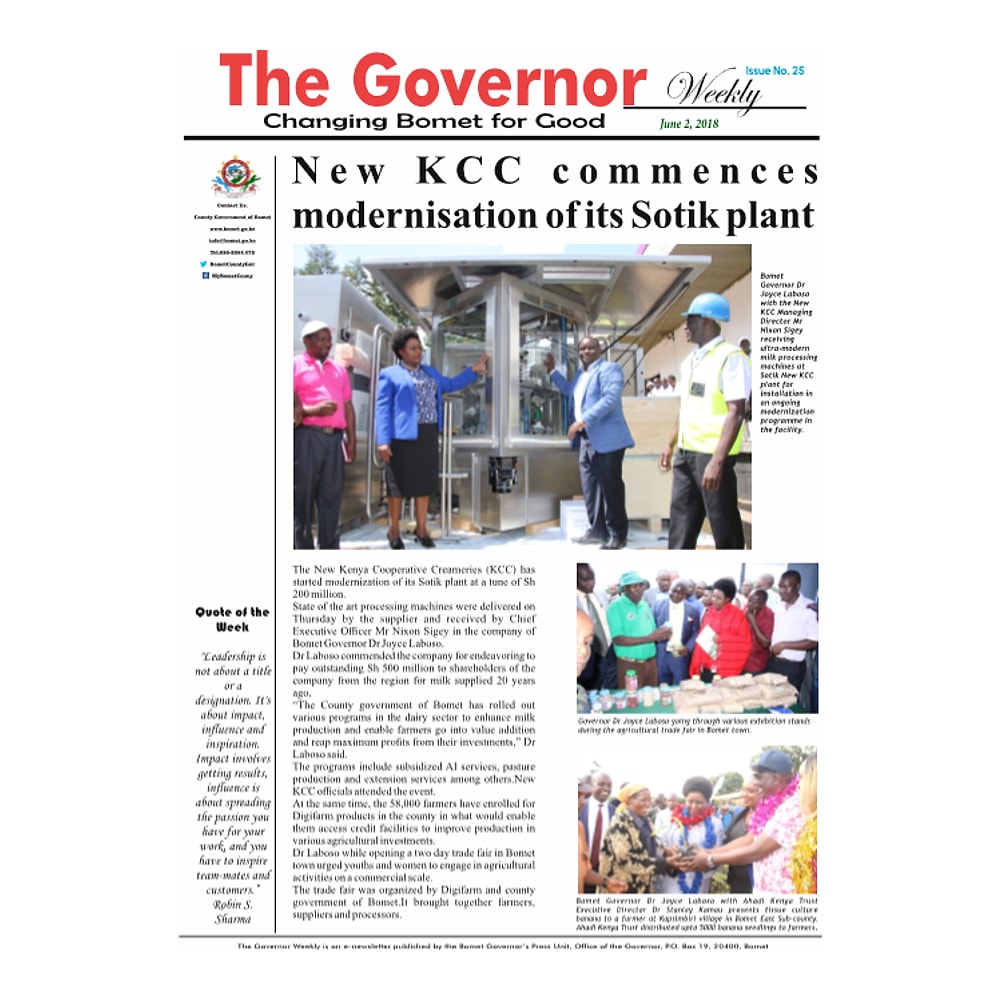 The Governor Weekly
Issue No. 25
Changing Bomet for Good
June 2, 2018
Contact Us.
County Government of Bomet
www.bomet.go.ke
info@bomet.go.ke
BometCountyGov
MyBometCounty
New KCC commences
modernisation of its Sotik plant
Bomet
Governor Dr
Joyce Laboso
with the New
KCC Managing
Director Mr
Nixon Sigey
receiving
ultra-modern
milk processing
machines at
Sotik New KCC
plant for
installation in
an ongoing
modernization
programme in
the facility.
The New Kenya Cooperative Creameries (KCC) has
started modernization of its Sotik plant at a tune of Sh
200 million.
State of the art processing machines were delivered on
Thursday by the supplier and received by Chief
Executive Officer Mr Nixon Sigey in the company of
Bomet Governor Dr Joyce Laboso.
Dr Laboso commended the company for endeavoring to
pay outstanding Sh 500 million to shareholders of the
company from the region for milk supplied 20 years
ago.
"The County government of Bomet has rolled out
various programs in the dairy sector to enhance milk
production and enable farmers go into value addition
and reap maximum profits from their investments," Dr
Laboso said.
The programs include subsidized AI services, pasture
production and extension services among others.New
KCC officials attended the event.
At the same time, the 58,000 farmers have enrolled for
Digifarm products in the county in what would enable
them access credit facilities to improve production in
various agricultural investments.
Dr Laboso while opening a two day trade fair in Bomet
town urged youths and women to engage in agricultural
activities on a commercial scale.
The trade fair was organized by Digifarm and county
government of Bomet.It brought together farmers,
suppliers and processors.
Governor Dr Joyce Laboso going through various exhibition stands
during the agricultural trade fair in Bomet town.
Bomet Governor Dr Joyce Laboso with Ahadi Kenya Trust
Executive Director Dr Stanley Kamau presents tissue culture
banana to a farmer at Kapsimbiri village in Bomet East Sub-county.
Ahadi Kenya Trust distributed upto 5000 banana seedlings to farmers.
Quote of the
Week
"Leadership is
not about a title
or a
designation. It's
about impact,
influence and
inspiration.
Impact involves
getting results,
influence is
about spreading
the passion you
have for your
work, and you
have to inspire
team-mates and
customers."
Robin S.
Sharma
The Governor Weekly is an e-newsletter published by the Bomet Governor's Press Unit, Office of the Governor, P.O. Box 19, 20400, Bomet